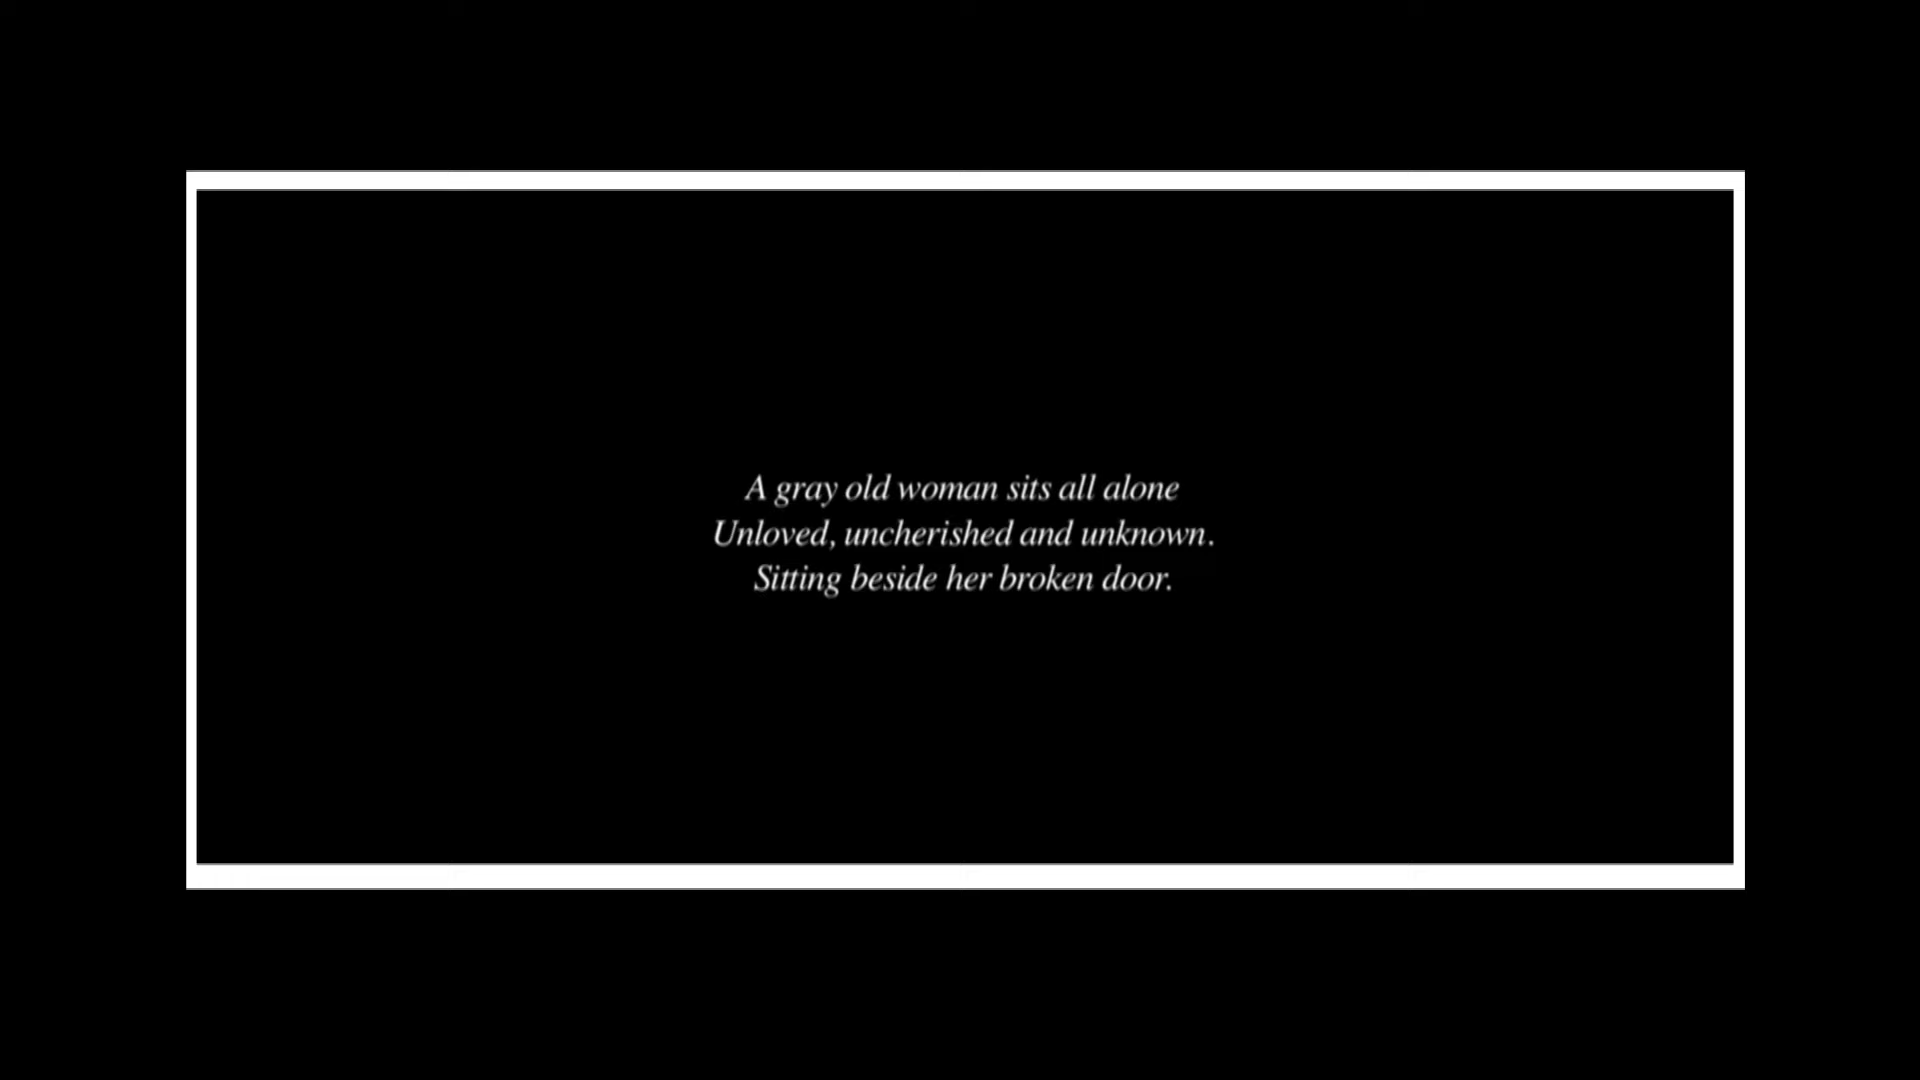 A gray old woman sits all alone
Unloved, uncherished and unknown.
Sitting beside her broken door.